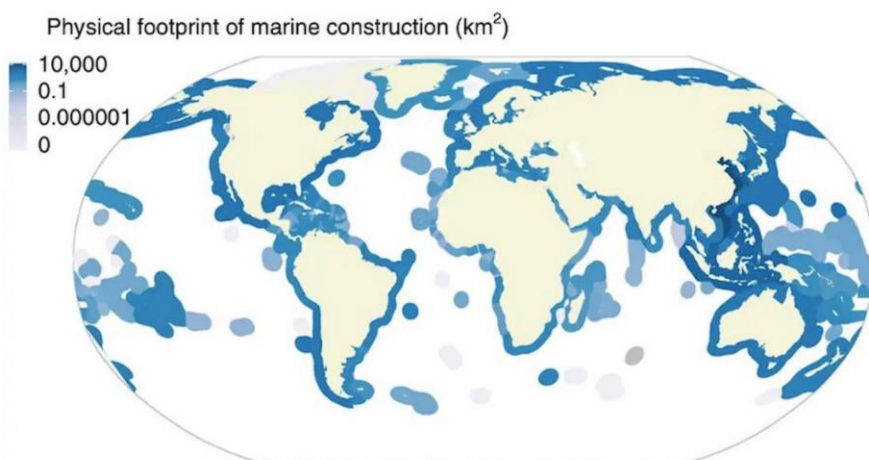 Physical footprint of marine construction (km²)
10,000
0.1
0.000001
0